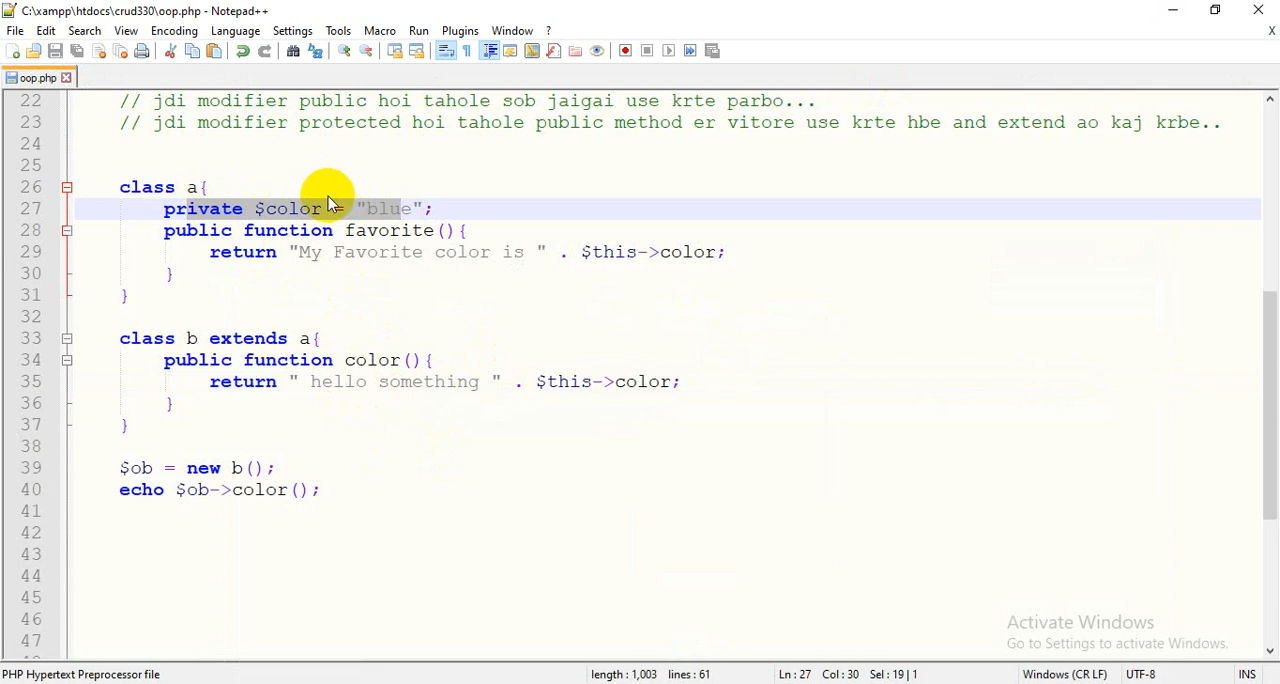 C:\xampp\htdocs\crud330\oop.php - Notepad++
File Edit Search View Encoding Language Settings Tools Macro Run Plugins Window ? X
oop.php
22 // jdi modifier public hoi tahole sob jaigai use krte parbo...
23 // jdi modifier protected hoi tahole public method er vitore use krte hbe and extend ao kaj krbe..
24
25
26 class a{
27 private $color = "blue";
28 public function favorite(){
29 return "My Favorite color is " . $this->color;
30 }
31 }
32
33 class b extends a{
34 public function color(){
35 return " hello something " . $this->color;
36 }
37 }
38
39 $ob = new b();
40 echo $ob->color();
41
42
43
44
45
46
47
Activate Windows
Go to Settings to activate Windows.
PHP Hypertext Preprocessor file length : 1,003 lines : 61 Ln : 27 Col : 30 Sel : 19 | 1 Windows (CR LF) UTF-8 INS